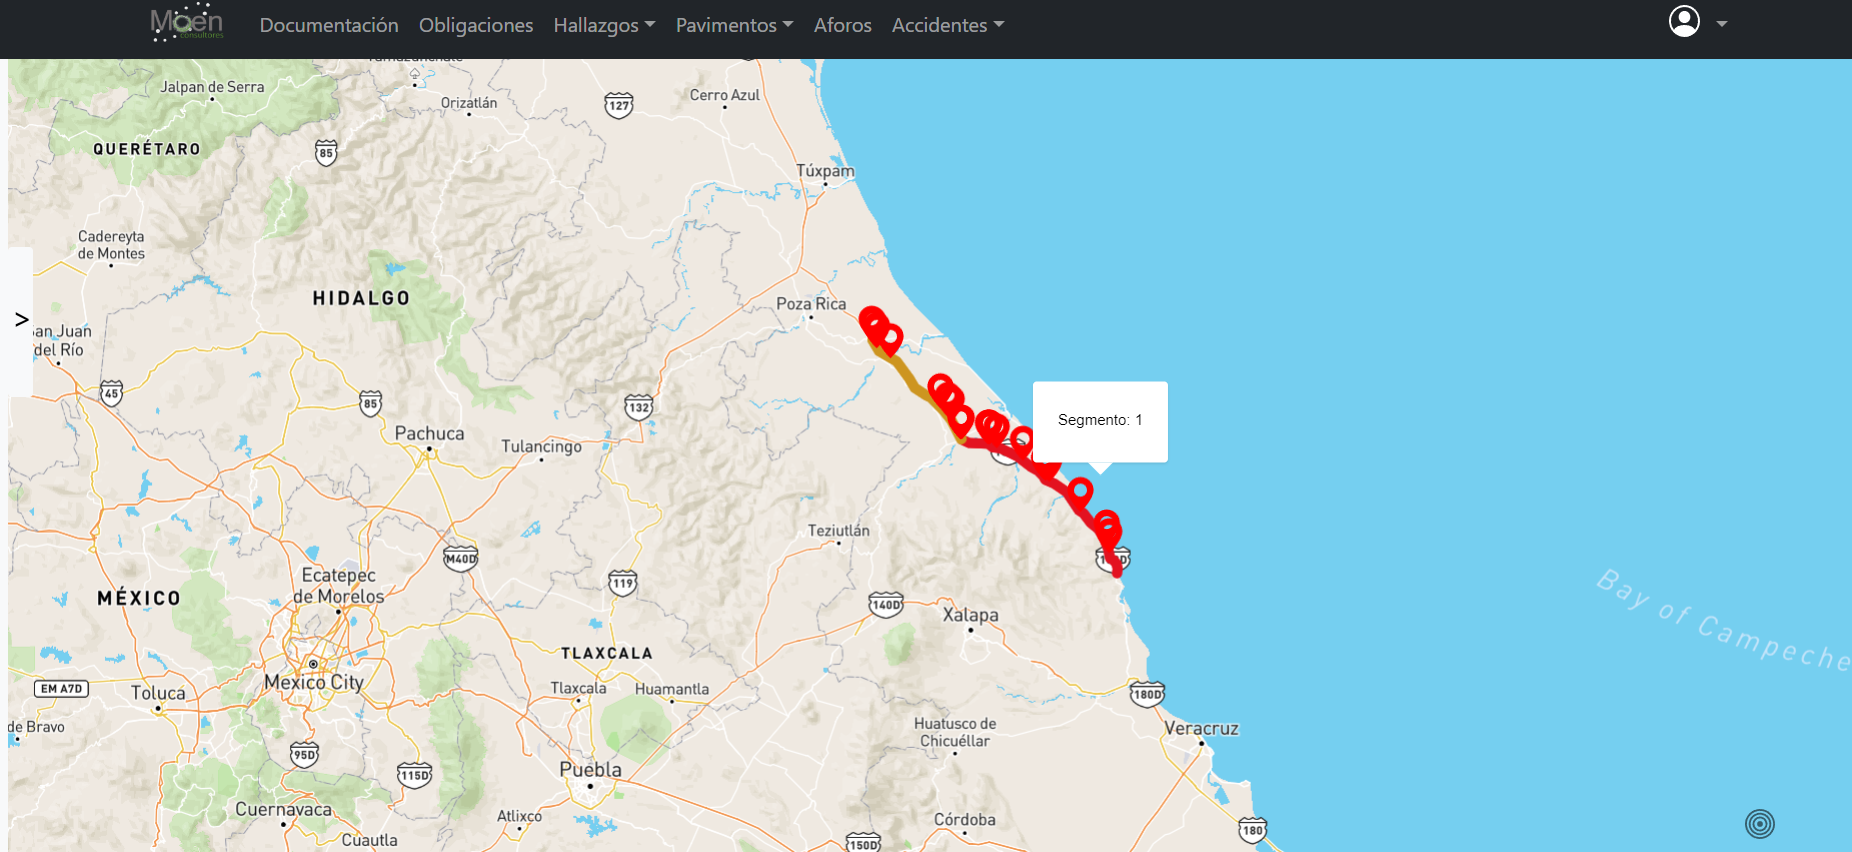 Moen
consultores
Documentación
Obligaciones
Hallazgos
Pavimentos
Aforos
Accidentes
Jalpan de Serra
Orizatlán
127
Cerro Azul
QUERÉTARO
85
Túxpam
Cadereyta
de Montes
HIDALGO
Poza Rica
>
an Juan
del Río
45
85
132
Segmento: 1
Pachuca
Tulancingo
Teziutlán
M40D
Ecatepec
de Morelos
119
MÉXICO
140D
Xalapa
Bay of Campeche
TLAXCALA
EM A7D
Toluca
Mexico City
Tlaxcala
Huamantla
180D
de Bravo
Huatusco de
Chicuéllar
Veracruz
95D
115D
Puebla
Cuernavaca
Atlixco
Córdoba
Cuautla
150D
180